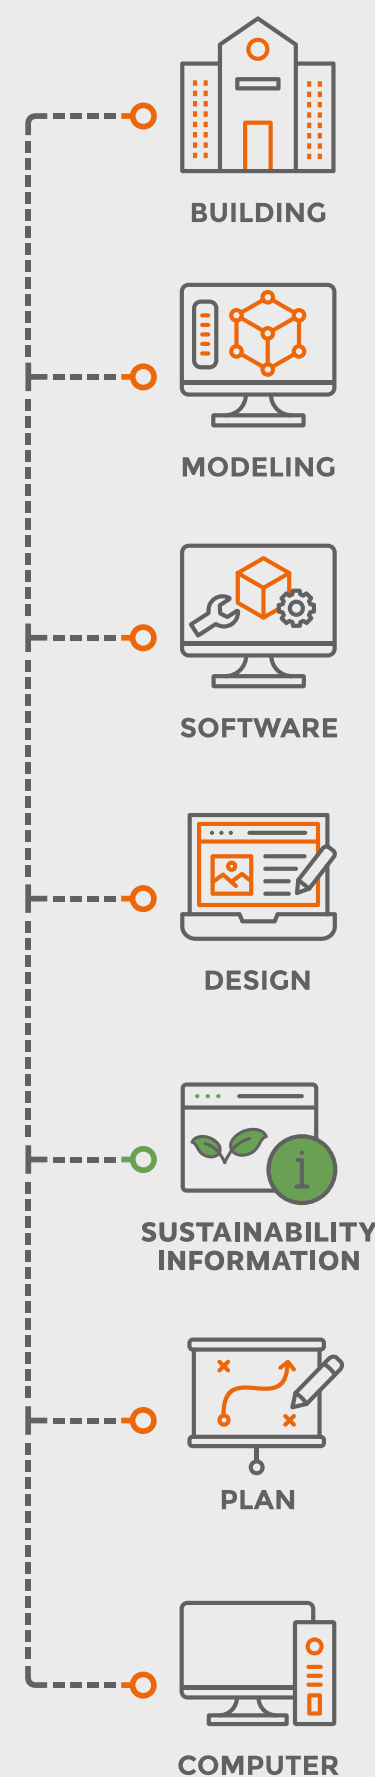 BUILDING
MODELING
SOFTWARE
DESIGN
i
SUSTAINABILITY
INFORMATION
PLAN
COMPUTER